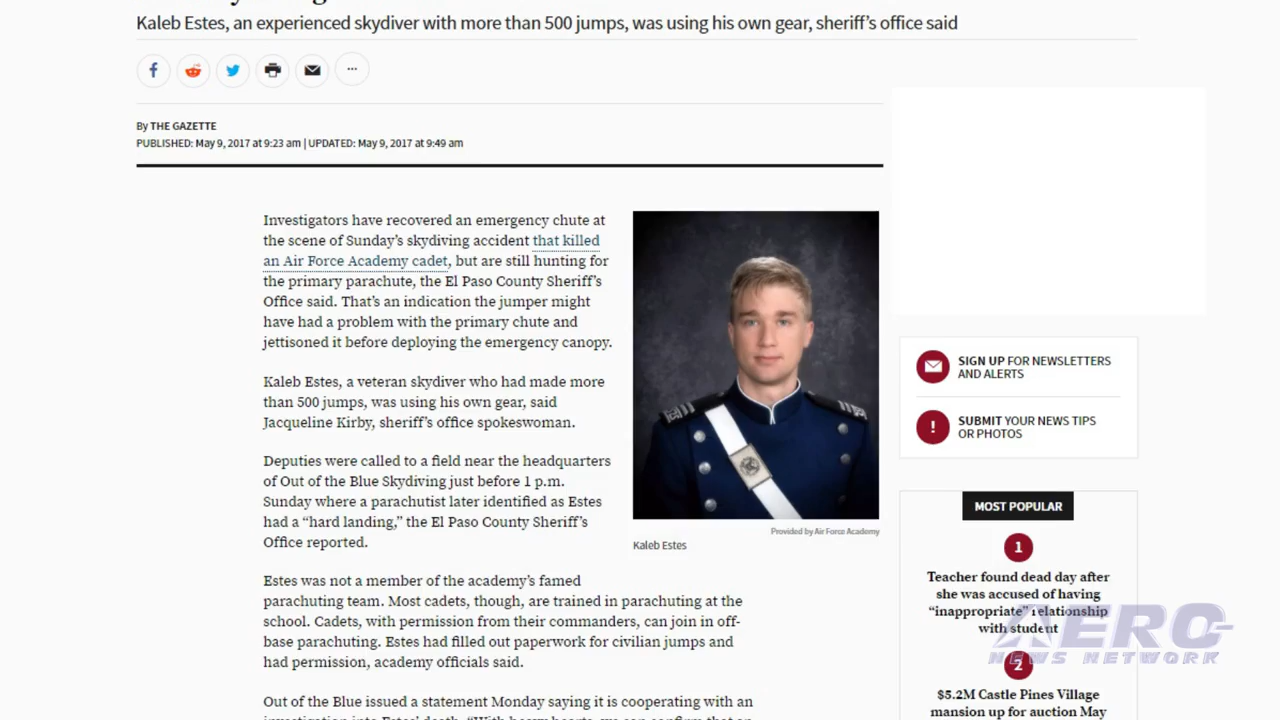 Kaleb Estes, an experienced skydiver with more than 500 jumps, was using his own gear, sheriff’s office said
By THE GAZETTE
PUBLISHED: May 9, 2017 at 9:23 am | UPDATED: May 9, 2017 at 9:49 am
Investigators have recovered an emergency chute at
the scene of Sunday’s skydiving accident that killed
an Air Force Academy cadet, but are still hunting for
the primary parachute, the El Paso County Sheriff’s
Office said. That’s an indication the jumper might
have had a problem with the primary chute and
jettisoned it before deploying the emergency canopy.
Kaleb Estes, a veteran skydiver who had made more
than 500 jumps, was using his own gear, said
Jacqueline Kirby, sheriff’s office spokeswoman.
Deputies were called to a field near the headquarters
of Out of the Blue Skydiving just before 1 p.m.
Sunday where a parachutist later identified as Estes
had a “hard landing,” the El Paso County Sheriff’s
Office reported.
Provided by Air Force Academy
Kaleb Estes
Estes was not a member of the academy’s famed
parachuting team. Most cadets, though, are trained in parachuting at the
school. Cadets, with permission from their commanders, can join in off-
base parachuting. Estes had filled out paperwork for civilian jumps and
had permission, academy officials said.
Out of the Blue issued a statement Monday saying it is cooperating with an
SIGN UP FOR NEWSLETTERS
AND ALERTS
!
SUBMIT YOUR NEWS TIPS
OR PHOTOS
MOST POPULAR
1
Teacher found dead day after
she was accused of having
“inappropriate” relationship
with student
2
$5.2M Castle Pines Village
mansion up for auction May
AERO
NEWS NETWORK